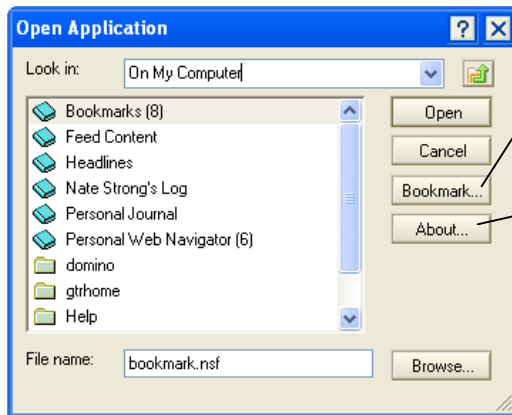 Open Application
Look in: On My Computer
Bookmarks (8)
Feed Content
Headlines
Nate Strong's Log
Personal Journal
Personal Web Navigator (6)
domino
gtrhome
Help
Open
Cancel
Bookmark...
About...
File name: bookmark.nsf
Browse...